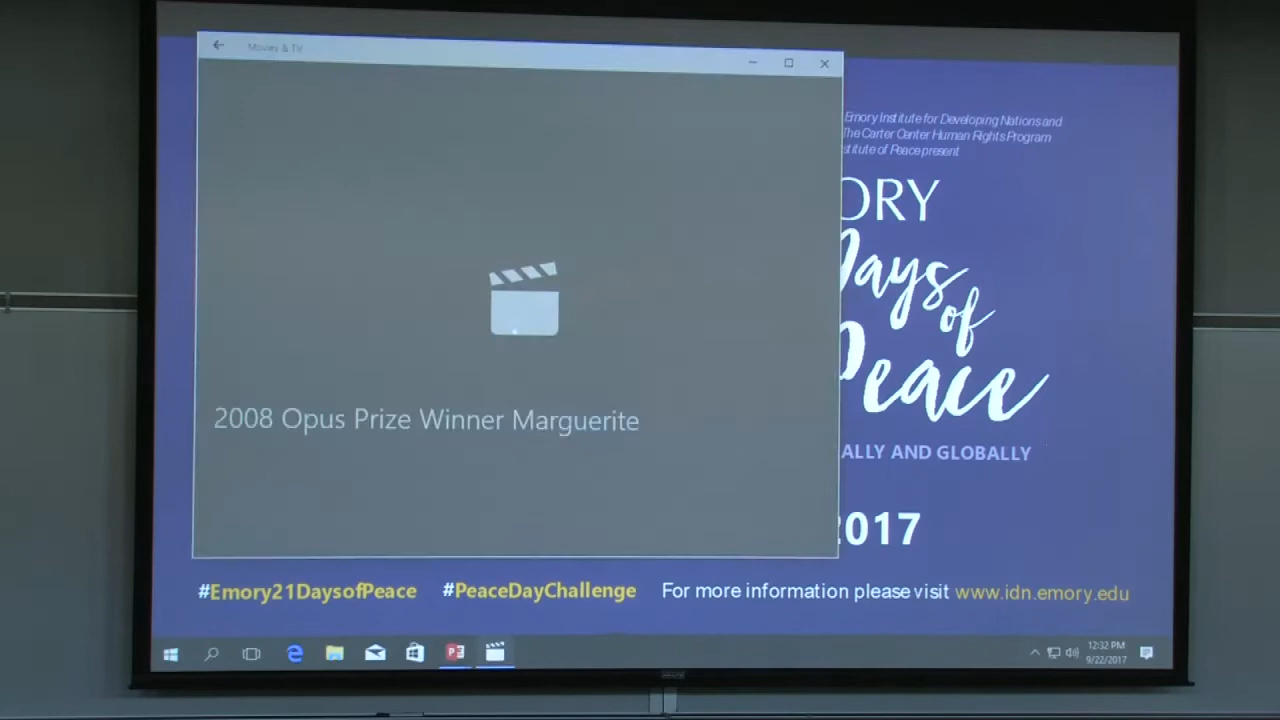 Movies & TV
2008 Opus Prize Winner Marguerite
Emory Institute for Developing Nations and
The Carter Center Human Rights Program
stitute of Peace present
ORY
Days
of
Peace
ALLY AND GLOBALLY
2017
#Emory21DaysofPeace #PeaceDayChallenge For more information please visit www.idn.emory.edu
12:32 PM
9/22/2017